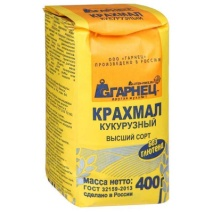 ООО «ГАРНЕЦ»
ПРОИЗВЕДЕНО В РОССИИ
ГАРНЕЦ
КРАХМАЛ
КУКУРУЗНЫЙ
ВЫСШИЙ СОРТ
БЕЗ
ГЛЮТЕНА
масса нетто:
ГОСТ 32159-2013
сделано в России
400г